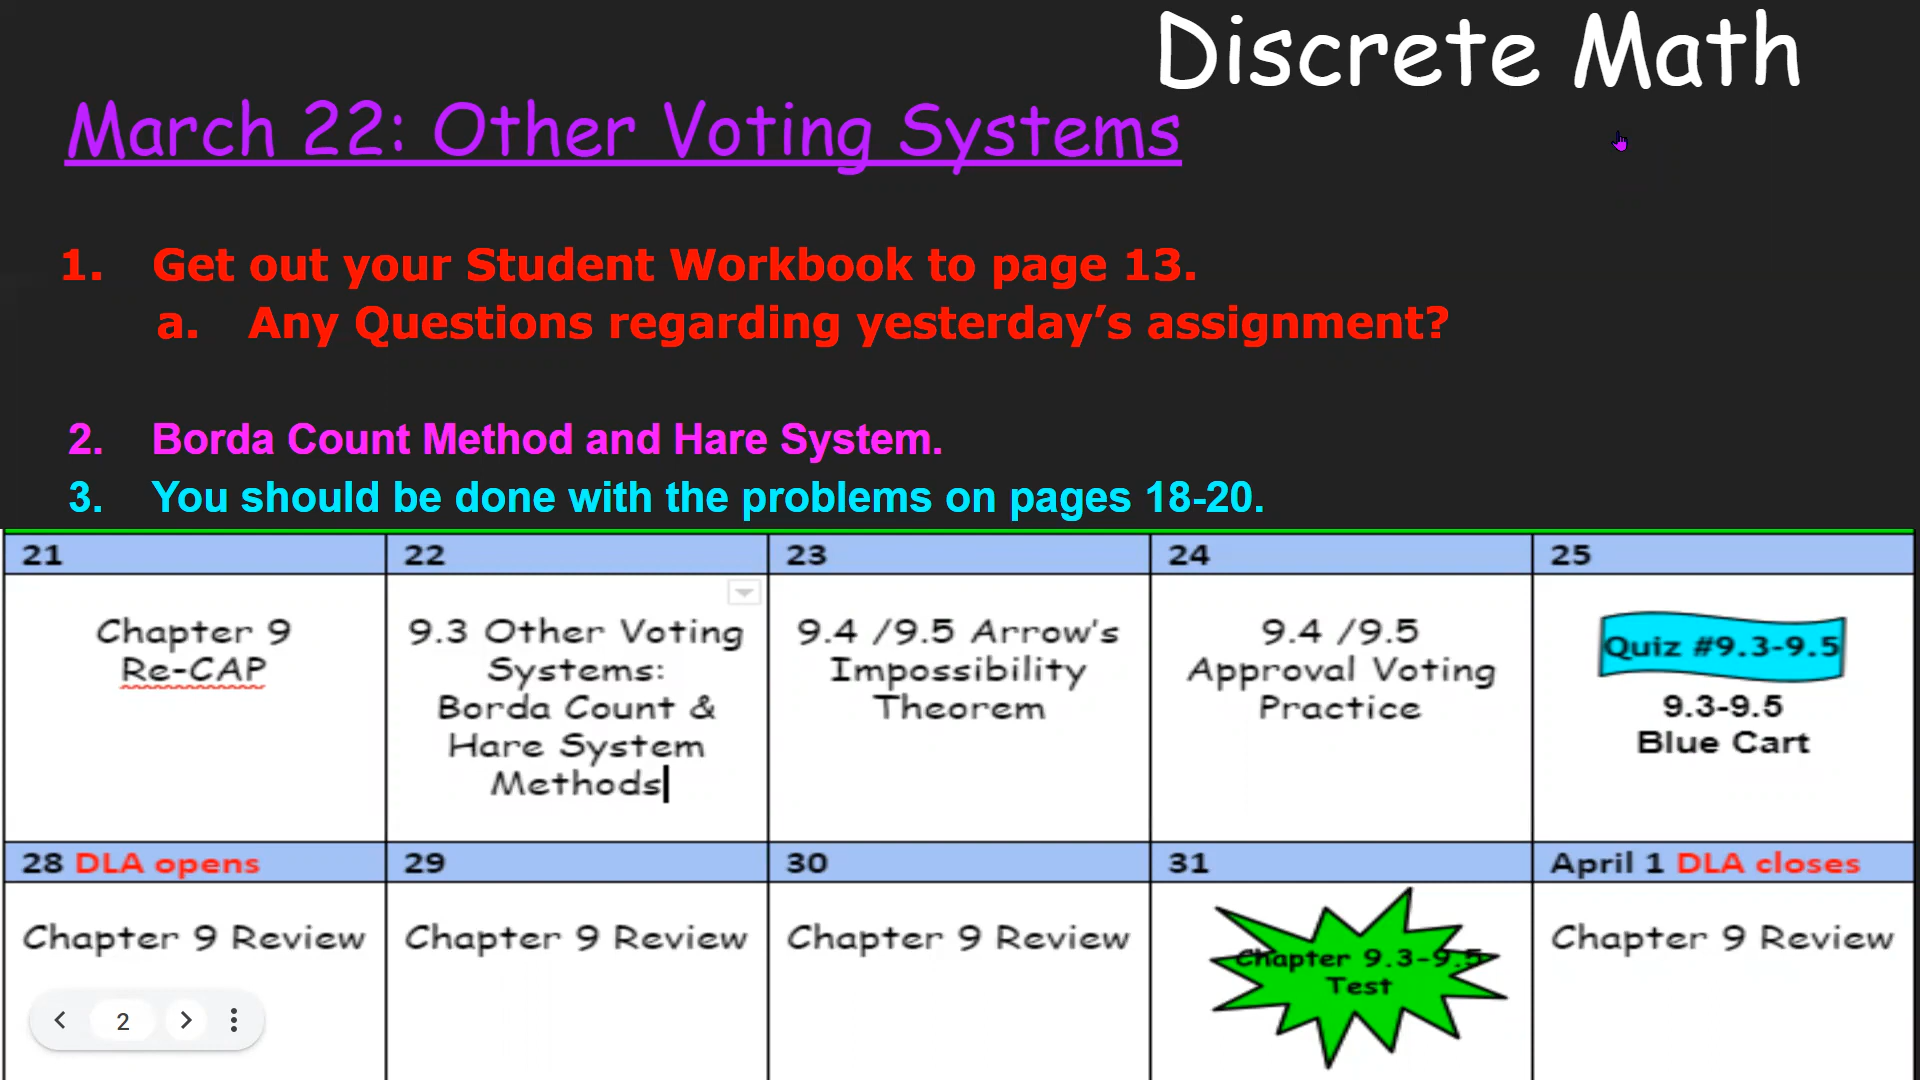 Discrete Math
March 22: Other Voting Systems
1. Get out your Student Workbook to page 13.
a. Any Questions regarding yesterday’s assignment?
2. Borda Count Method and Hare System.
3. You should be done with the problems on pages 18-20.
21
22
23
24
25
Chapter 9
Re-CAP
9.3 Other Voting
Systems:
Borda Count &
Hare System
Methods
9.4 /9.5 Arrow's
Impossibility
Theorem
9.4 /9.5
Approval Voting
Practice
Quiz #9.3-9.5
9.3-9.5
Blue Cart
28 DLA opens
29
30
31
April 1 DLA closes
Chapter 9 Review
Chapter 9 Review
Chapter 9 Review
Chapter 9.3-9.5
Test
Chapter 9 Review
2